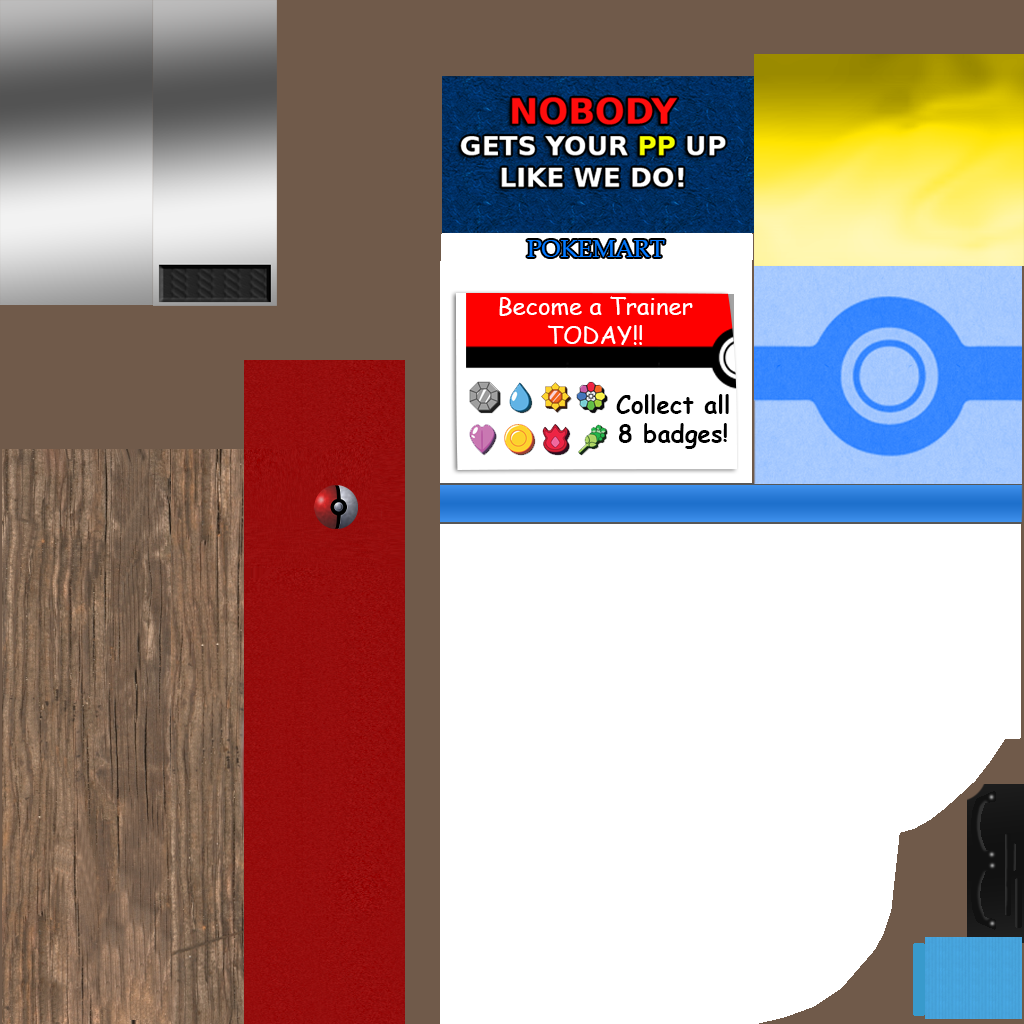 NOBODY
GETS YOUR PP UP
LIKE WE DO!
POKEMART
Become a Trainer
TODAY!!
Collect all
8 badges!